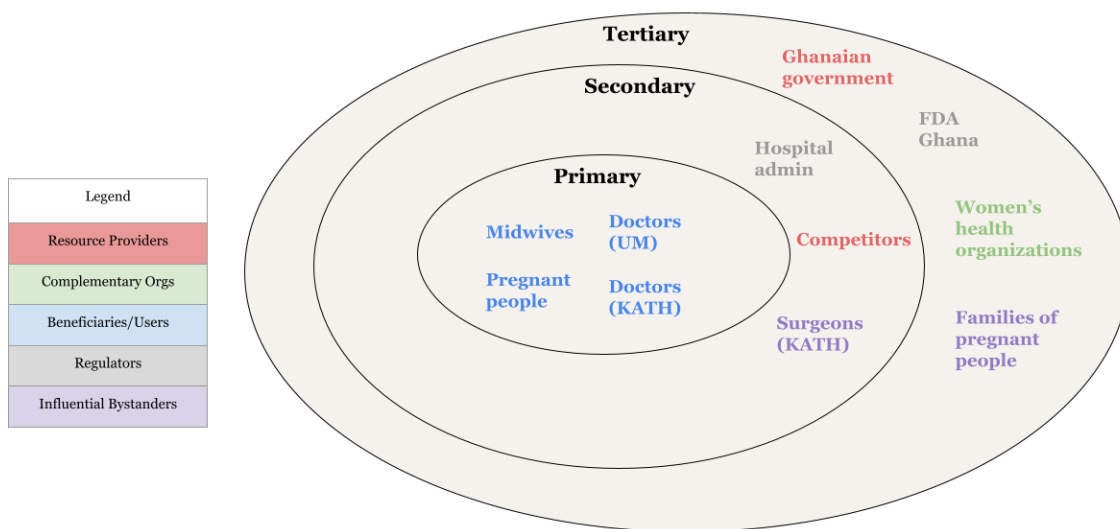 Tertiary
Ghanaian
government
Secondary
FDA
Ghana
Hospital
admin
Primary
Legend
Resource Providers
Complementary Orgs
Beneficiaries/Users
Regulators
Influential Bystanders
Midwives
Doctors
(UM)
Pregnant
people
Doctors
(KATH)
Competitors
Women’s
health
organizations
Surgeons
(KATH)
Families of
pregnant
people